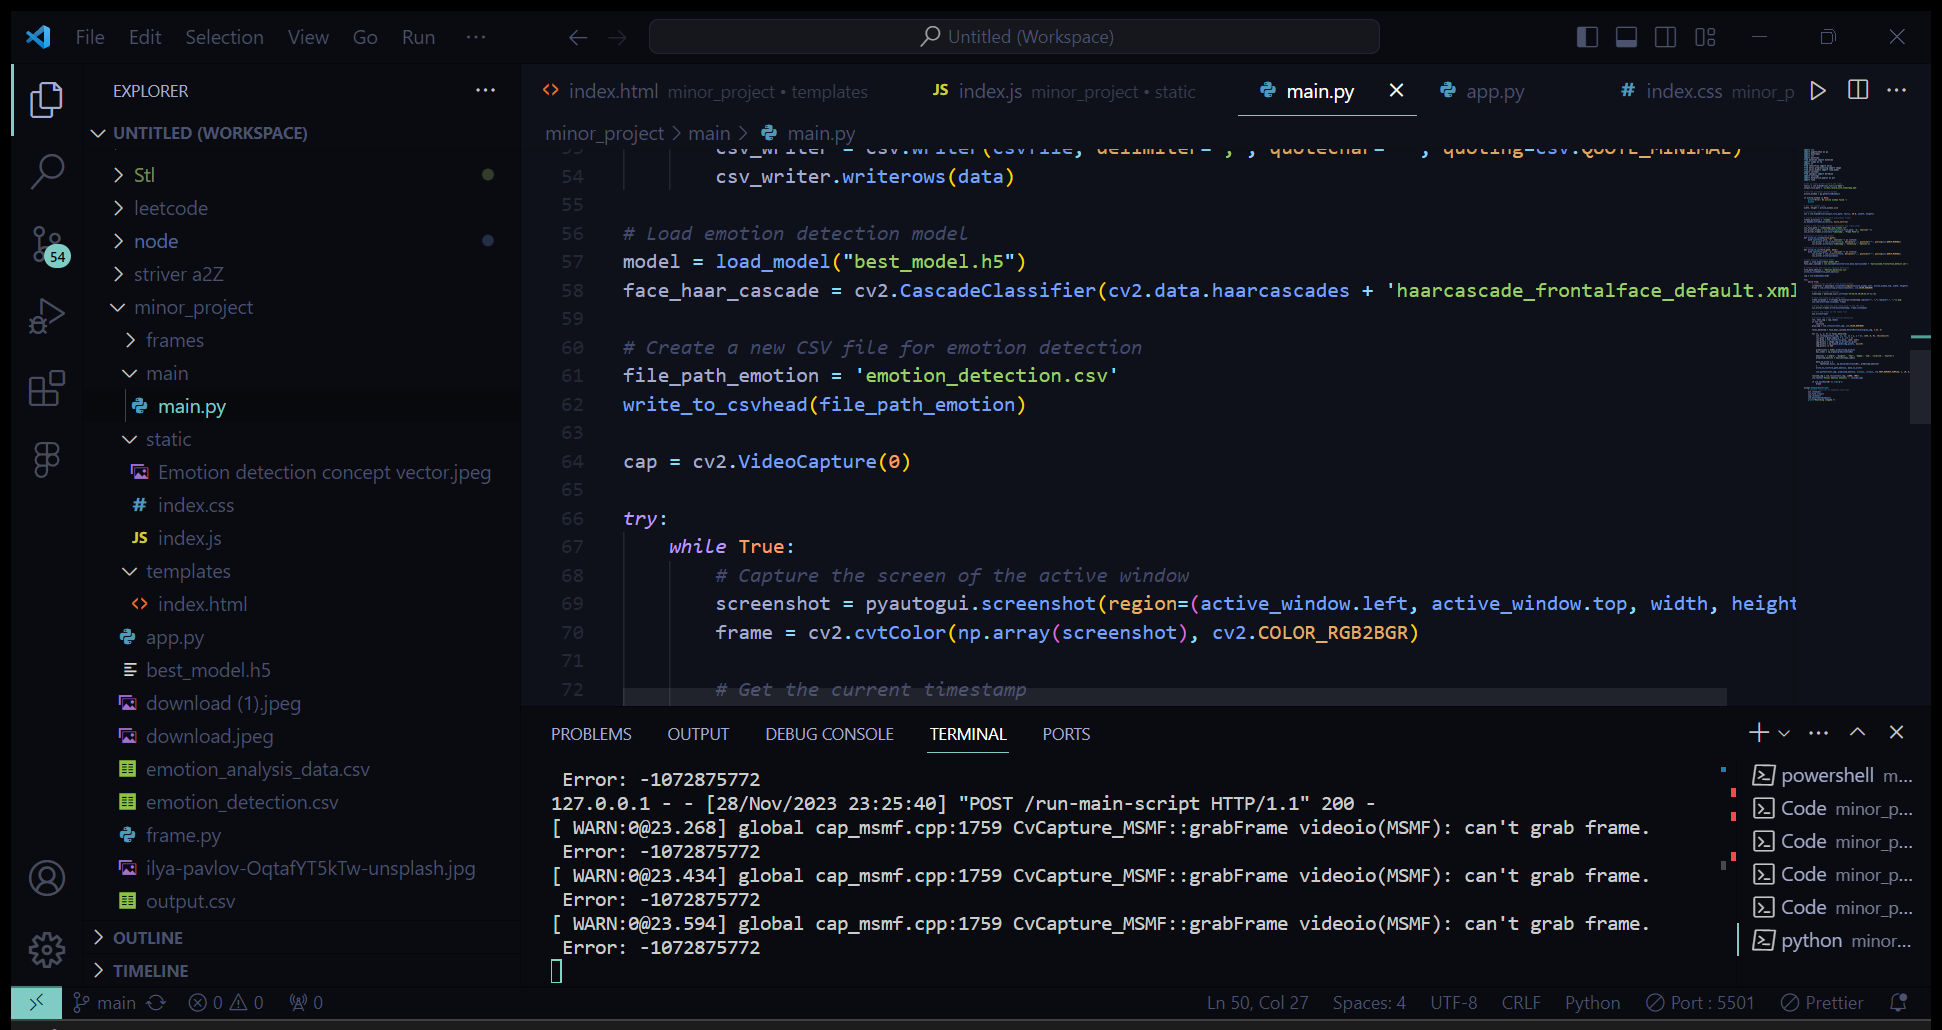 File Edit Selection View Go Run ···
Untitled (Workspace)
EXPLORER ···
UNTITLED (WORKSPACE)
Stl
leetcode
node
striver a2Z
minor_project
frames
main
main.py
static
Emotion detection concept vector.jpeg
# index.css
JS index.js
templates
<> index.html
app.py
best_model.h5
download (1).jpeg
download.jpeg
emotion_analysis_data.csv
emotion_detection.csv
frame.py
ilya-pavlov-OqtafYT5kTw-unsplash.jpg
output.csv
OUTLINE
TIMELINE
54
<> index.html minor_project • templates
JS index.js minor_project • static
main.py
app.py
# index.css minor_p
minor_project > main > main.py
53 csv_writer = csv.writer(csvfile, delimiter=',', quoting=csv.QUOTE_MINIMAL)
54 csv_writer.writerows(data)
55
56 # Load emotion detection model
57 model = load_model("best_model.h5")
58 face_haar_cascade = cv2.CascadeClassifier(cv2.data.haarcascades + 'haarcascade_frontalface_default.xml
59
60 # Create a new CSV file for emotion detection
61 file_path_emotion = 'emotion_detection.csv'
62 write_to_csvhead(file_path_emotion)
63
64 cap = cv2.VideoCapture(0)
65
66 try:
67 while True:
68 # Capture the screen of the active window
69 screenshot = pyautogui.screenshot(region=(active_window.left, active_window.top, width, height
70 frame = cv2.cvtColor(np.array(screenshot), cv2.COLOR_RGB2BGR)
71
72 # Get the current timestamp
PROBLEMS OUTPUT DEBUG CONSOLE TERMINAL PORTS
Error: -1072875772
127.0.0.1 - - [28/Nov/2023 23:25:40] "POST /run-main-script HTTP/1.1" 200 -
[ WARN:0@23.268] global cap_msmf.cpp:1759 CvCapture_MSMF::grabFrame videoio(MSMF): can't grab frame.
Error: -1072875772
[ WARN:0@23.434] global cap_msmf.cpp:1759 CvCapture_MSMF::grabFrame videoio(MSMF): can't grab frame.
Error: -1072875772
[ WARN:0@23.594] global cap_msmf.cpp:1759 CvCapture_MSMF::grabFrame videoio(MSMF): can't grab frame.
Error: -1072875772
powershell m...
Code minor_p...
Code minor_p...
Code minor_p...
Code minor_p...
python minor...
main 0 0 0
Ln 50, Col 27 Spaces: 4 UTF-8 CRLF Python Port : 5501 Prettier